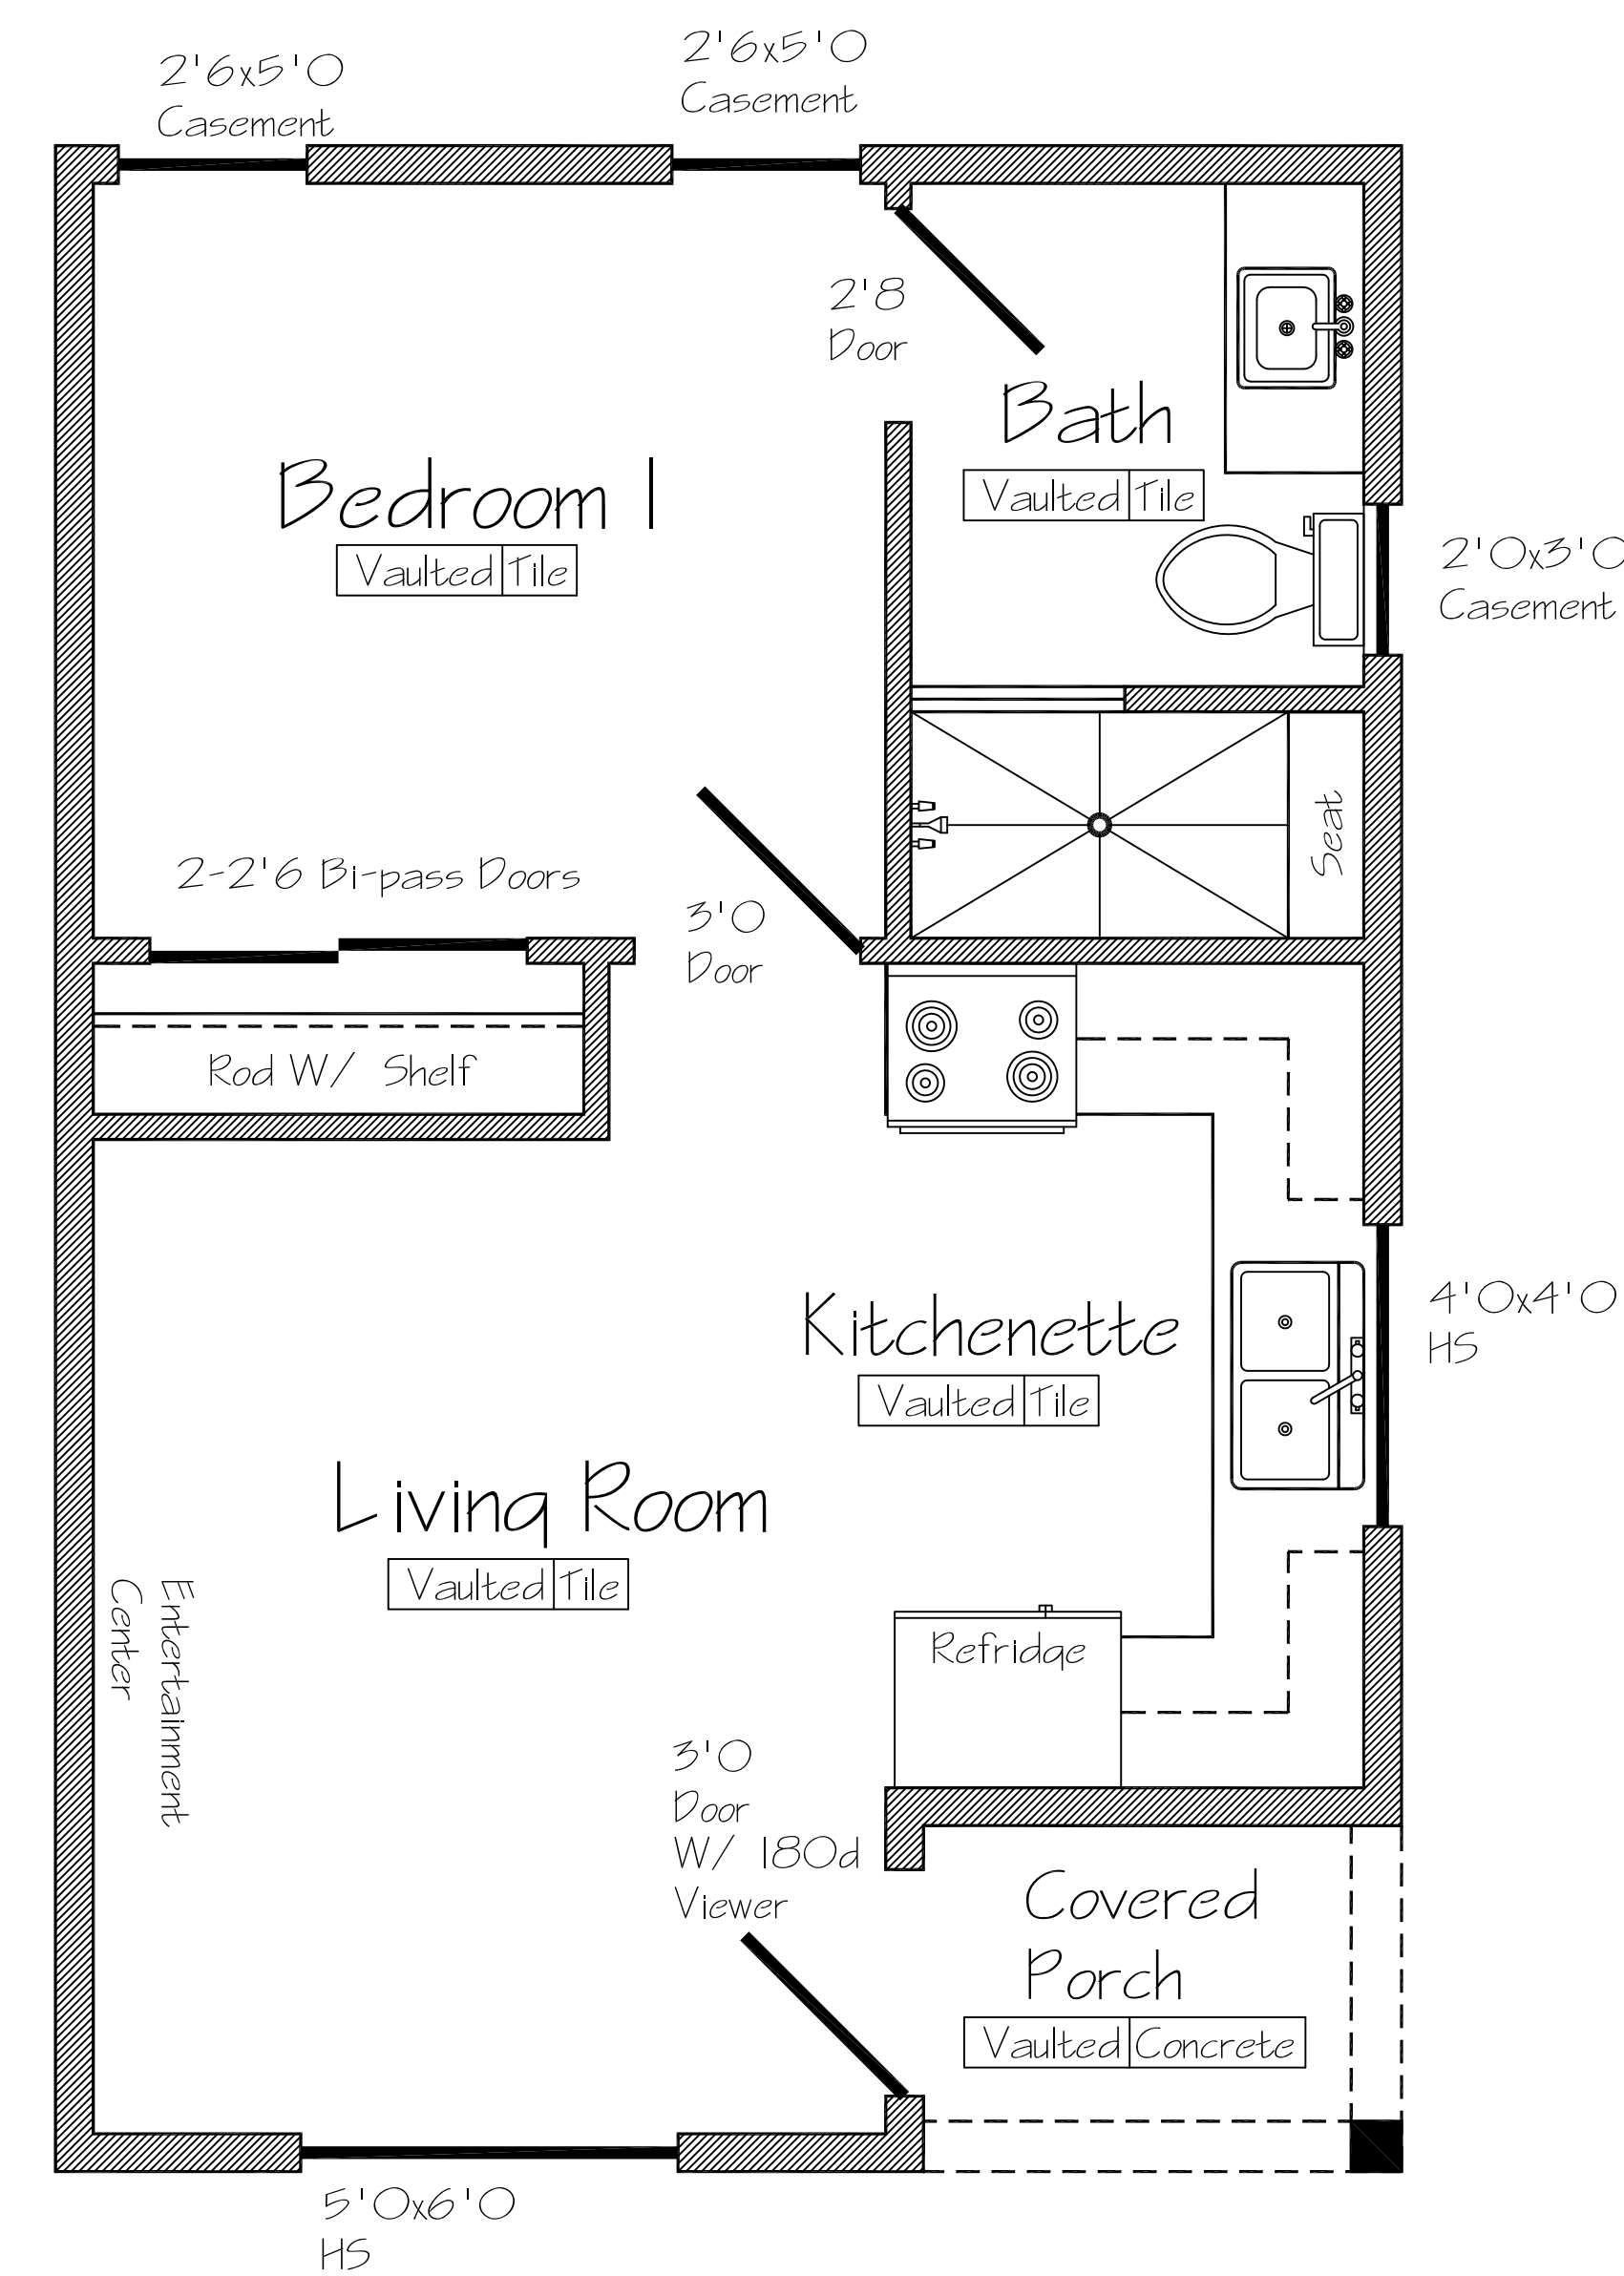 2'6x5'0
Casement
2'6x5'0
Casement
2'8
Door
Bath
Vaulted Tile
Bedroom 1
Vaulted Tile
2'0x3'0
Casement
Seat
2-2'6 Bi-pass Doors
3'0
Door
Rod W/ Shelf
Kitchenette
Vaulted Tile
4'0x4'0
HS
Living Room
Vaulted Tile
Entertainment
Center
Refridge
3'0
Door
W/ 180d
Viewer
Covered
Porch
Vaulted Concrete
5'0x6'0
HS